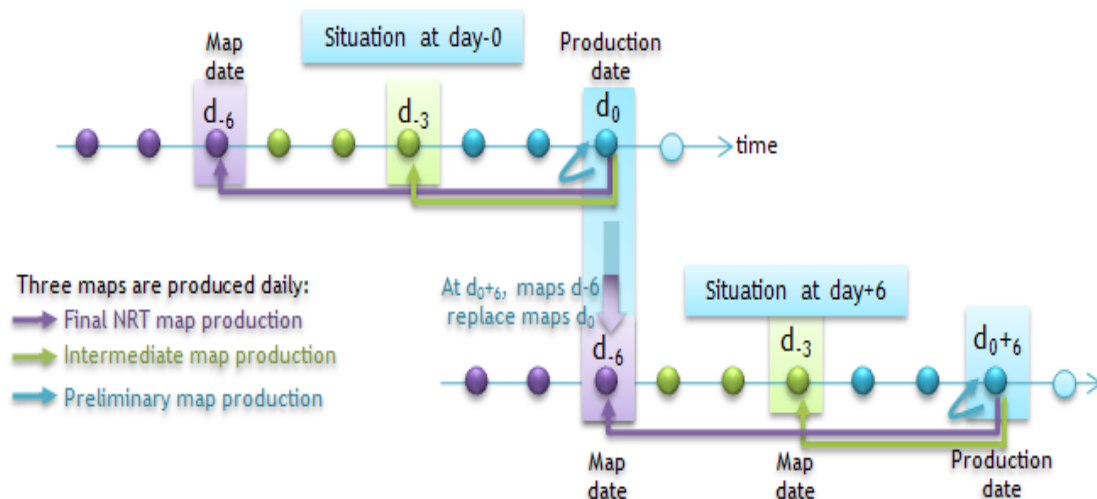 Map
date
Situation at day-0
Production
date
d-6
d-3
d0
time
Three maps are produced daily:
Final NRT map production
Intermediate map production
Preliminary map production
At d0+6, maps d-6
replace maps d0
Situation at day+6
d-6
d-3
d0+6
Map
date
Map
date
Production
date